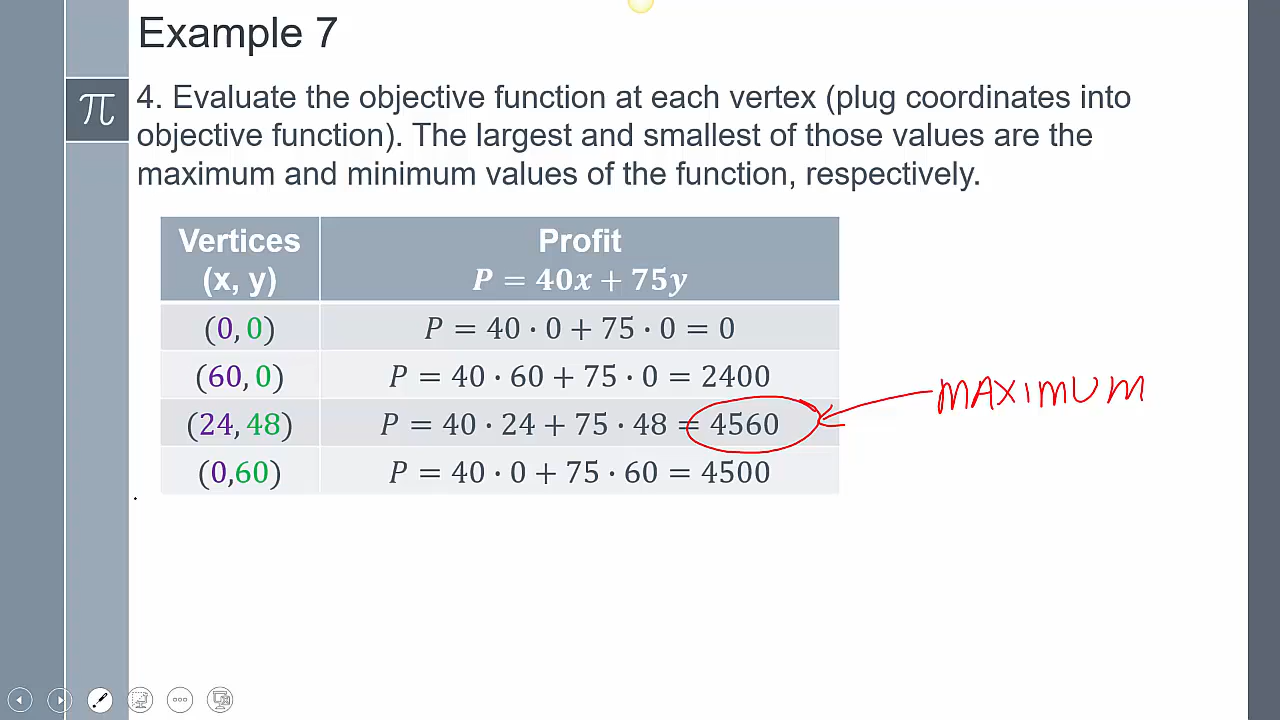 Example 7
π
4. Evaluate the objective function at each vertex (plug coordinates into
objective function). The largest and smallest of those values are the
maximum and minimum values of the function, respectively.
Vertices Profit
(x, y) P = 40x + 75y
(0, 0) P = 40 · 0 + 75 · 0 = 0
(60, 0) P = 40 · 60 + 75 · 0 = 2400
MAXIMUM
(24, 48) P = 40 · 24 + 75 · 48 = 4560
(0,60) P = 40 · 0 + 75 · 60 = 4500